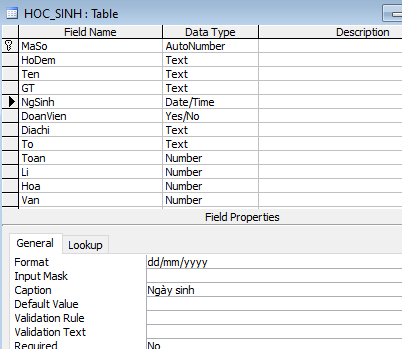 HOC_SINH : Table
Field Name Data Type Description
MaSo AutoNumber
HoDem Text
Ten Text
GT Text
NgSinh Date/Time
DoanVien Yes/No
Diachi Text
To Text
Toan Number
Li Number
Hoa Number
Van Number
Field Properties
General Lookup
Format dd/mm/yyyy
Input Mask
Caption Ngày sinh
Default Value
Validation Rule
Validation Text
Required No